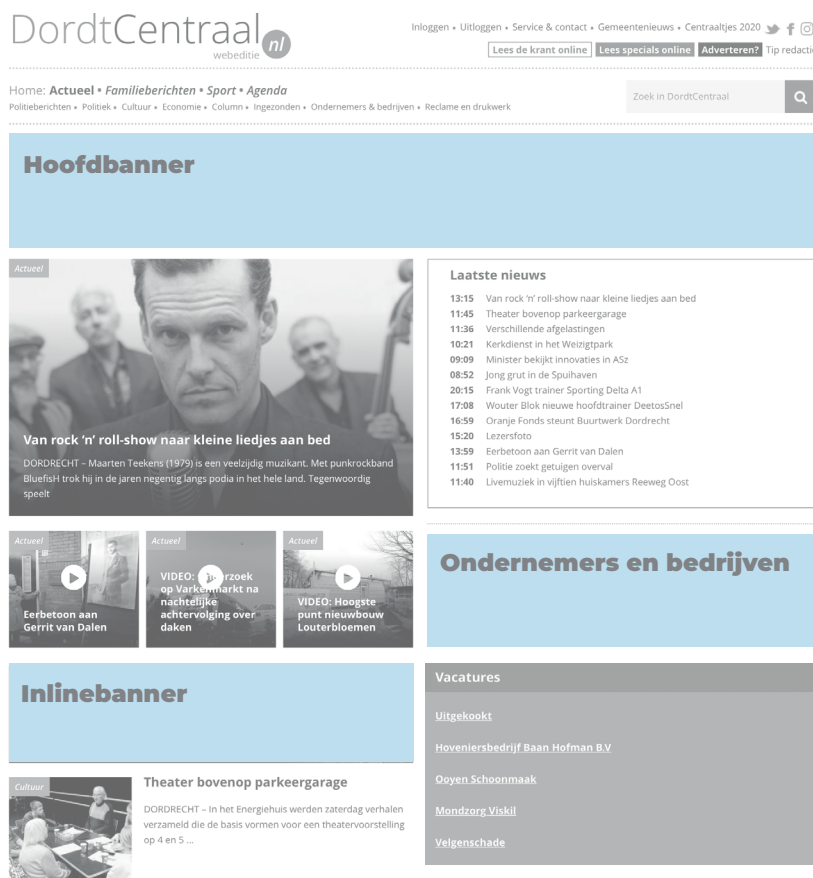 DordtCentraal nl
webeditie
Inloggen • Uitloggen • Service & contact • Gemeentenieuws • Centraaltjes 2020
Lees de krant online Lees specials online Adverteren? Tip redactie
Home: Actueel • Familieberichten • Sport • Agenda
Politieberichten • Politiek • Cultuur • Economie • Column • Ingezonden • Ondernemers & bedrijven • Reclame en drukwerk
Zoek in DordtCentraal
Hoofdbanner
Actueel
Van rock ‘n’ roll-show naar kleine liedjes aan bed
DORDRECHT – Maarten Teekens (1979) is een veelzijdig muzikant. Met punkrockband
BluefisH trok hij in de jaren negentig langs podia in het hele land. Tegenwoordig
speelt
Laatste nieuws
13:15 Van rock ‘n’ roll-show naar kleine liedjes aan bed
11:45 Theater bovenop parkeergarage
11:36 Verschillende afgelastingen
10:21 Kerkdienst in het Weizigtpark
09:09 Minister bekijkt innovaties in ASz
08:52 Jong grut in de Spuihaven
20:15 Frank Vogt trainer Sporting Delta A1
17:08 Wouter Blok nieuwe hoofdtrainer DeetosSnel
16:59 Oranje Fonds steunt Buurtwerk Dordrecht
15:20 Lezersfoto
13:59 Eerbetoon aan Gerrit van Dalen
11:51 Politie zoekt getuigen overval
11:40 Livemuziek in vijftien huiskamers Reeweg Oost
Actueel
Eerbetoon aan
Gerrit van Dalen
Actueel
VIDEO: Onderzoek
op Varkenmarkt na
nachtelijke
achtervolging over
daken
Actueel
VIDEO: Hoogste
punt nieuwbouw
Louterbloemen
Ondernemers en bedrijven
Inlinebanner
Vacatures
Uitgekookt
Hoveniersbedrijf Baan Hofman B.V
Ooyen Schoonmaak
Mondzorg Viskil
Velgenschade
Cultuur
Theater bovenop parkeergarage
DORDRECHT – In het Energiehuis werden zaterdag verhalen
verzameld die de basis vormen voor een theatervoorstelling
op 4 en 5 ...